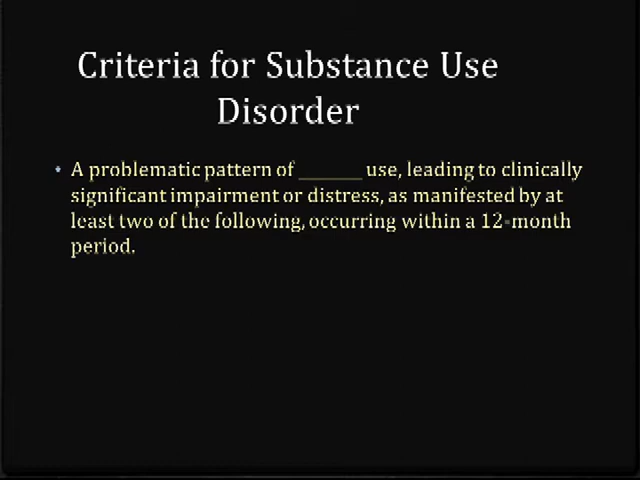 Criteria for Substance Use
Disorder
• A problematic pattern of _______ use, leading to clinically
significant impairment or distress, as manifested by at
least two of the following, occurring within a 12-month
period.